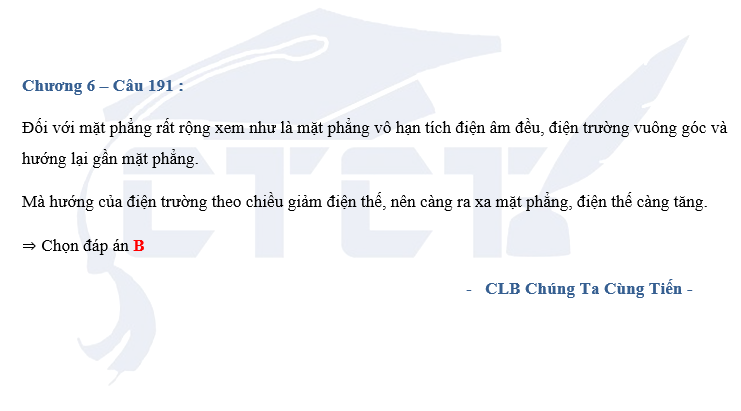 Chương 6 – Câu 191 :
Đối với mặt phẳng rất rộng xem như là mặt phẳng vô hạn tích điện âm đều, điện trường vuông góc và
hướng lại gần mặt phẳng.
Mà hướng của điện trường theo chiều giảm điện thế, nên càng ra xa mặt phẳng, điện thế càng tăng.
⇒ Chọn đáp án B
- CLB Chúng Ta Cùng Tiến -
CTCT